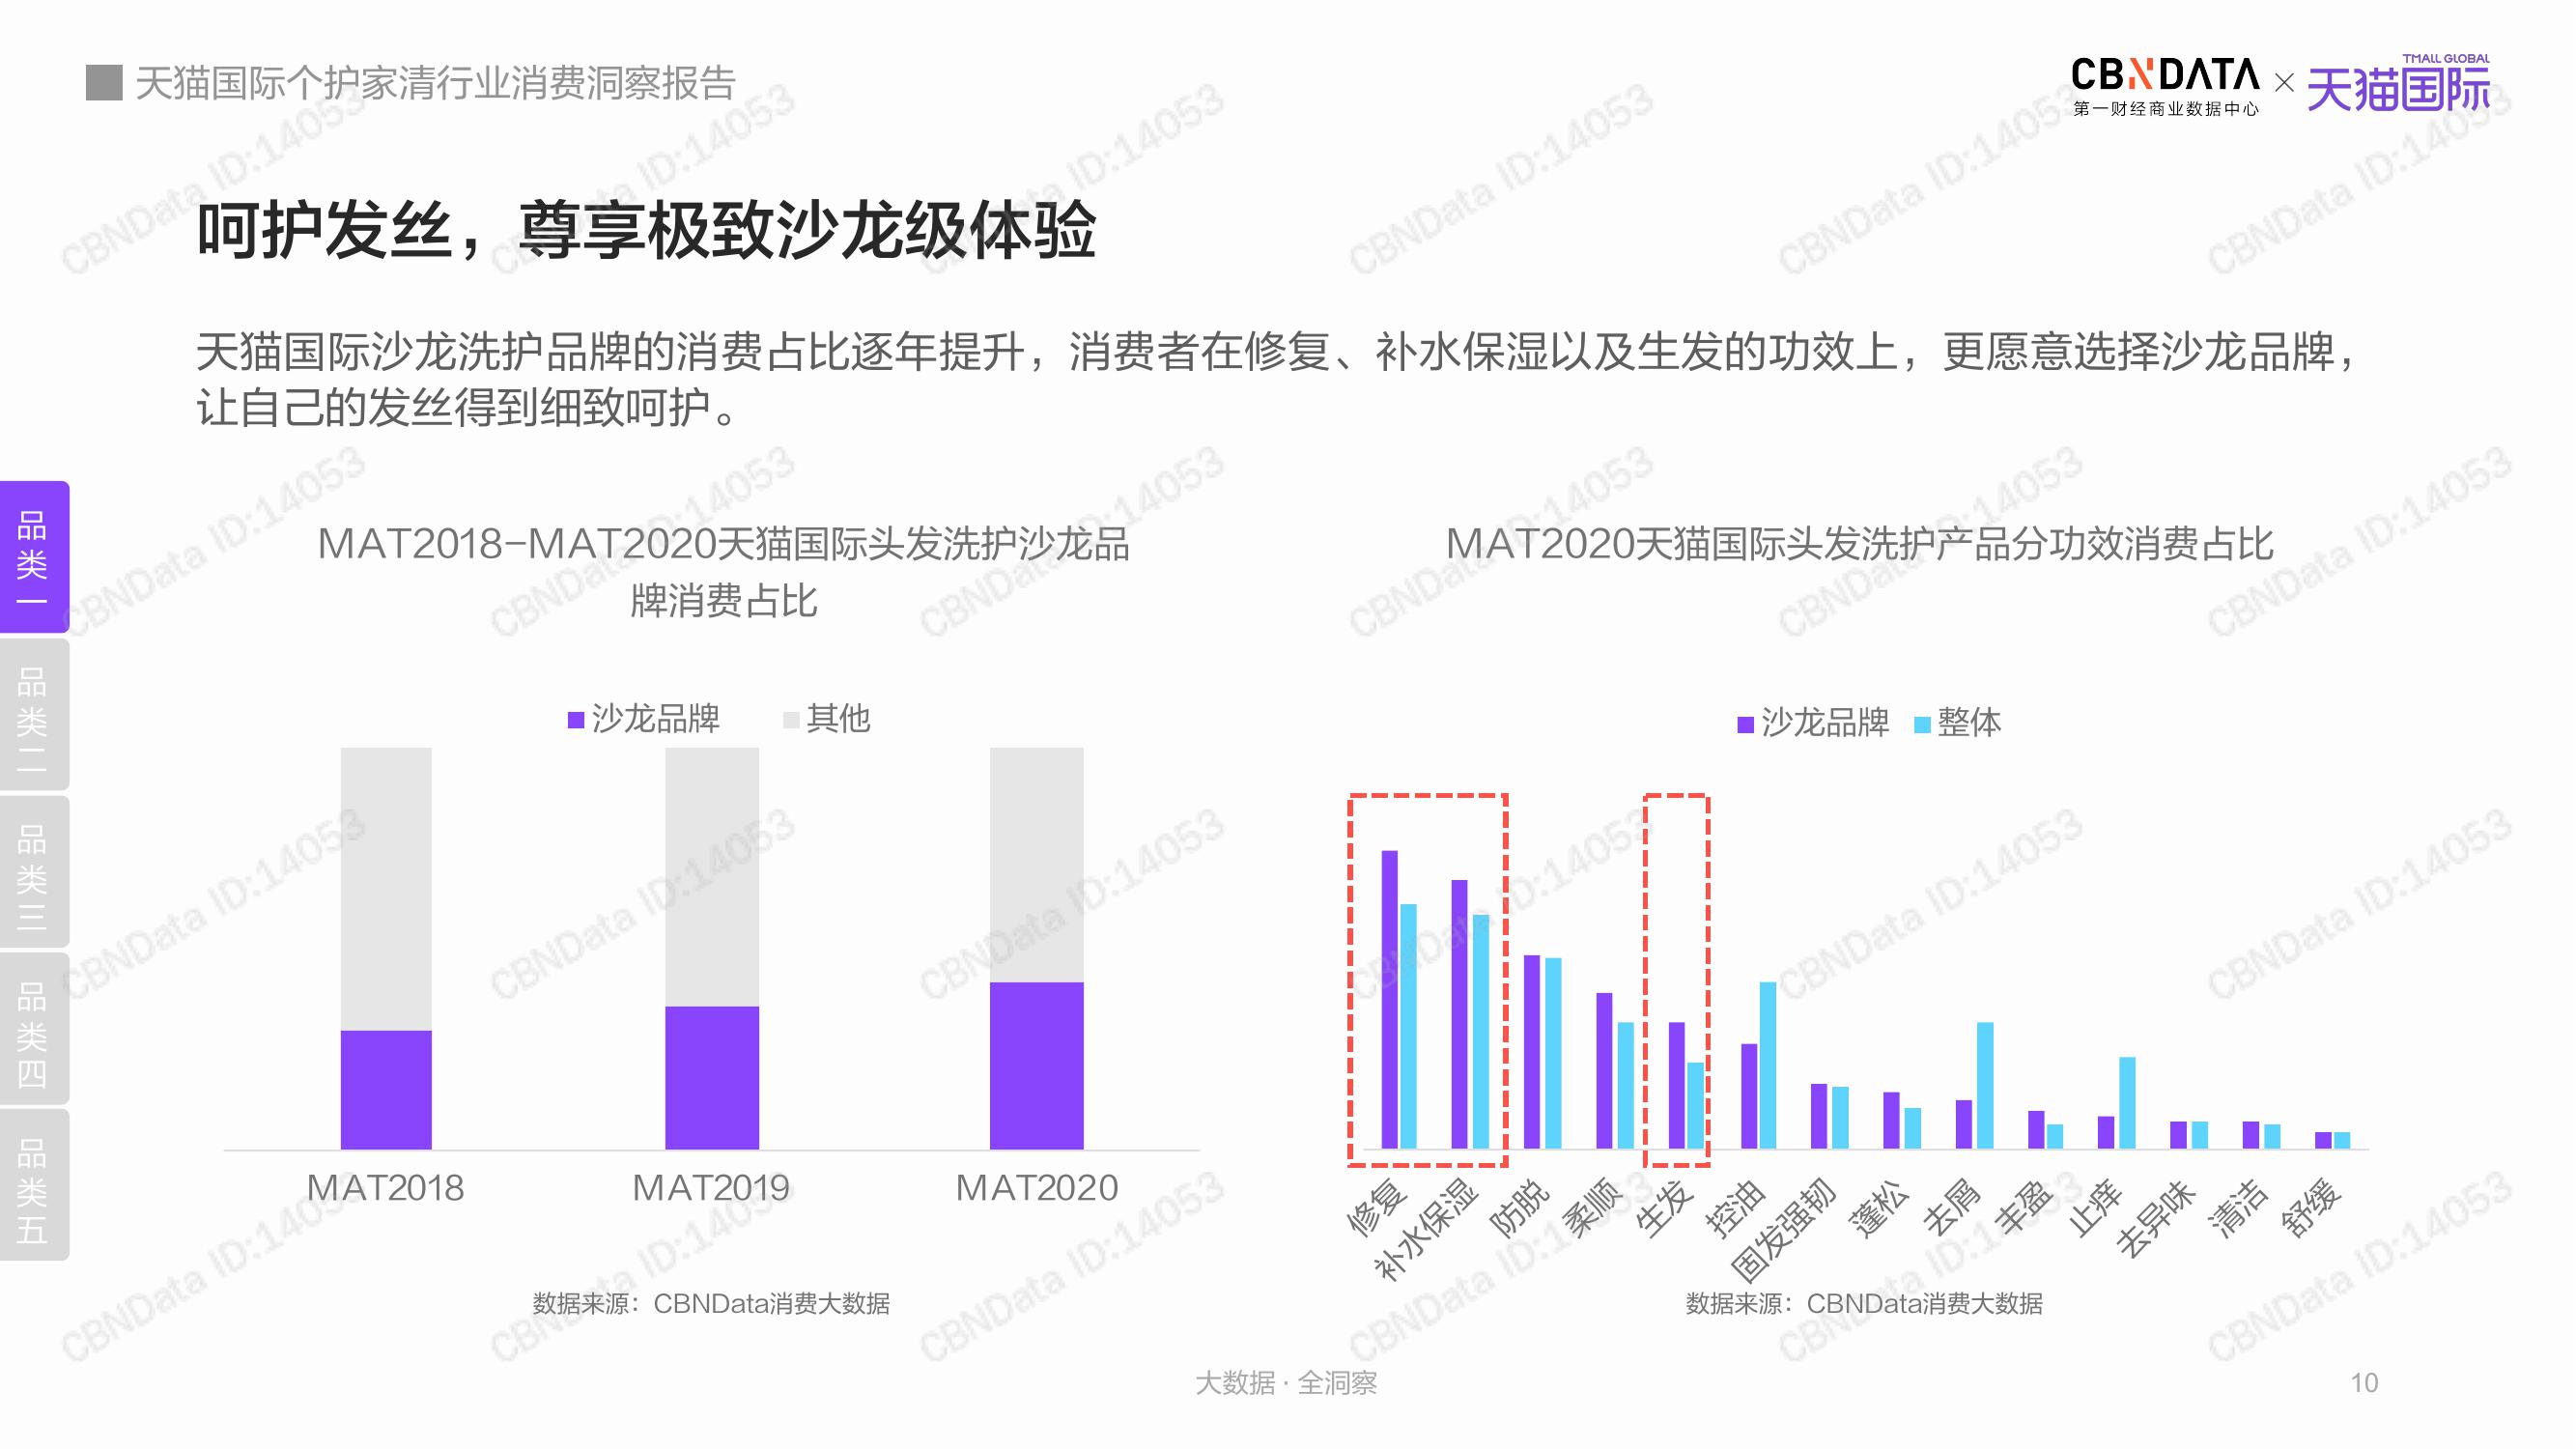 天猫国际个护家清行业消费洞察报告
CBNDATA
第一财经商业数据中心
×
TMALL GLOBAL
天猫国际
呵护发丝，尊享极致沙龙级体验
天猫国际沙龙洗护品牌的消费占比逐年提升，消费者在修复、补水保湿以及生发的功效上，更愿意选择沙龙品牌，
让自己的发丝得到细致呵护。
品类一
品类二
品类三
品类四
品类五
MAT2018-MAT2020天猫国际头发洗护沙龙品
牌消费占比
沙龙品牌 其他
MAT2018 MAT2019 MAT2020
数据来源：CBNData消费大数据
MAT2020天猫国际头发洗护产品分功效消费占比
沙龙品牌 整体
修复 补水保湿 防脱 柔顺 生发 控油 固发强韧 蓬松 去屑 丰盈 止痒 去异味 清洁 舒缓
数据来源：CBNData消费大数据
大数据 · 全洞察
10
CBNData ID:14053